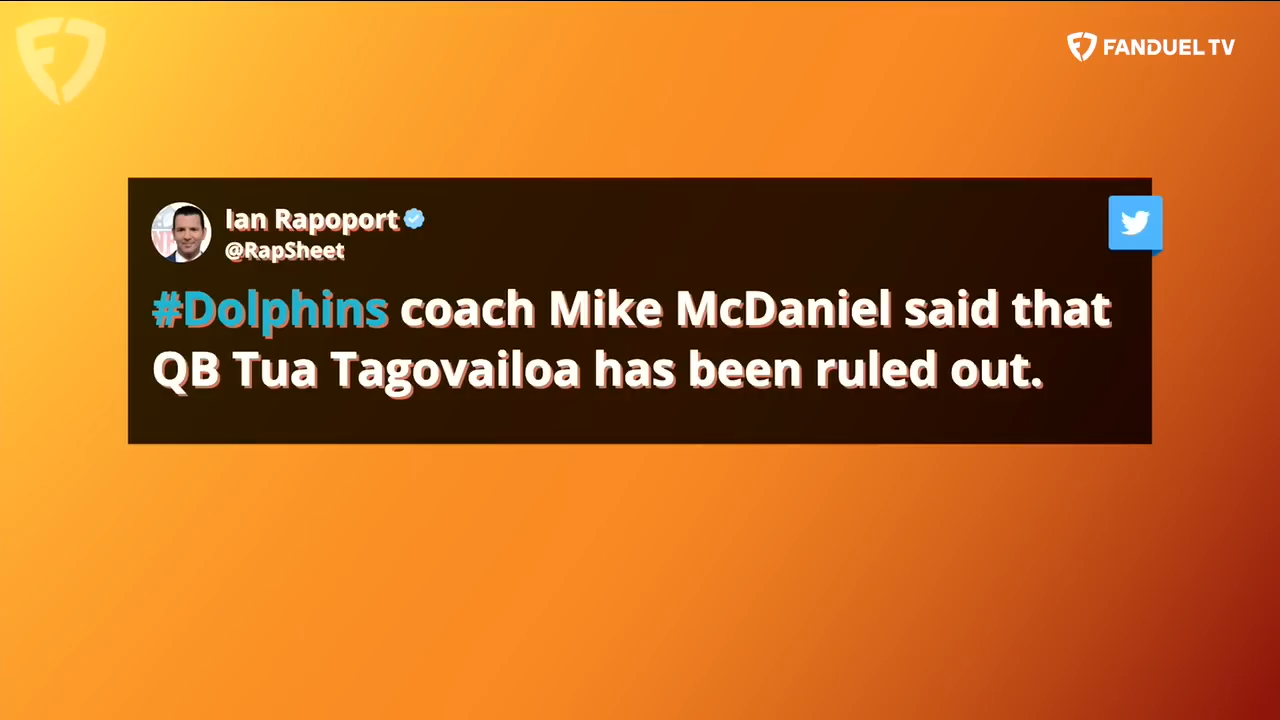 FANDUEL TV
Ian Rapoport
@RapSheet
#Dolphins coach Mike McDaniel said that
QB Tua Tagovailoa has been ruled out.